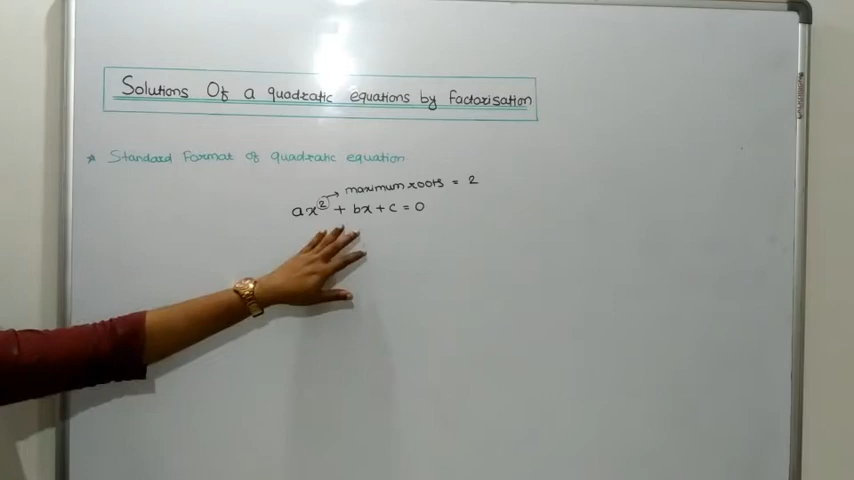 Solutions Of a quadratic equations by Factorisation
* Standard Format of quadratic equation
→ maximum roots = 2
ax² + bx + c = 0